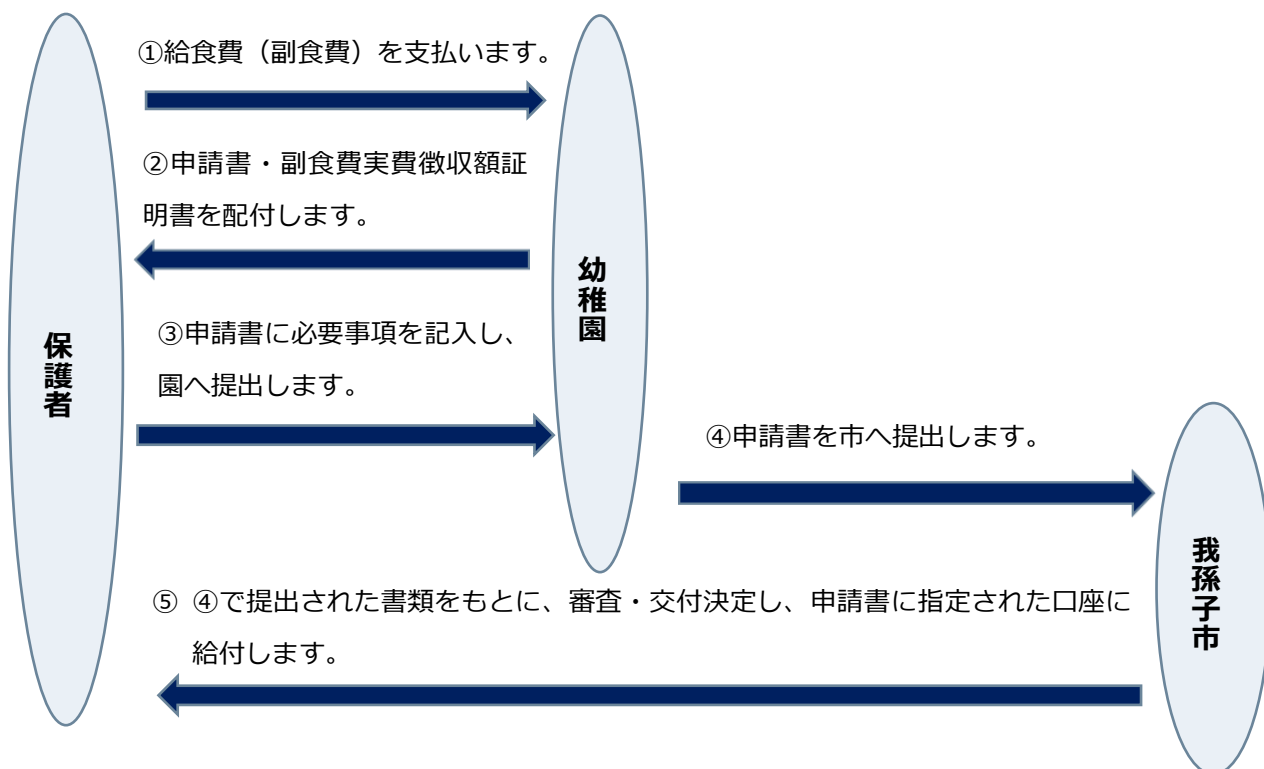 ①給食費（副食費）を支払います。
②申請書・副食費実費徴収額証
明書を配付します。
幼稚園
③申請書に必要事項を記入し、
園へ提出します。
保護者
④申請書を市へ提出します。
我孫子市
⑤ ④で提出された書類をもとに、審査・交付決定し、申請書に指定された口座に
給付します。